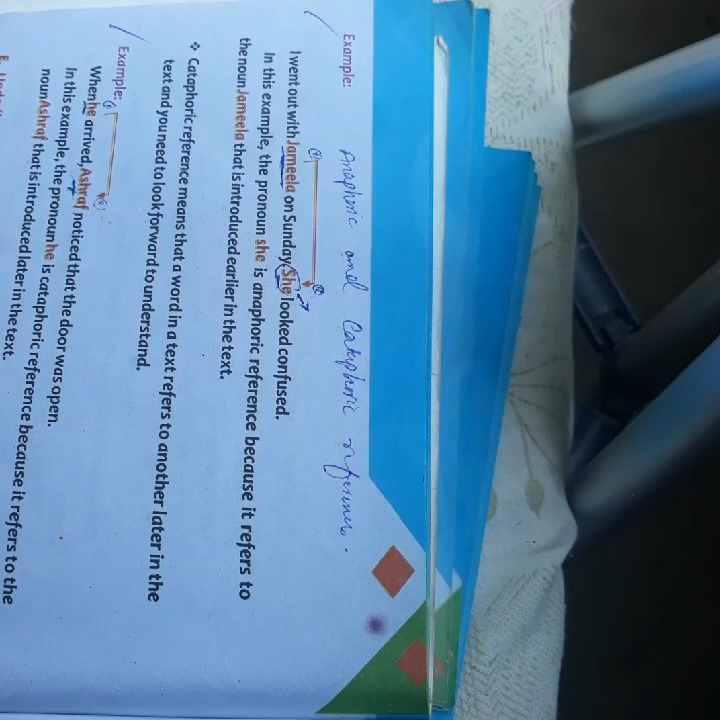 Anaphoric and Cataphoric reference.
Example:
I went out with Jameela on Sunday. She looked confused.
In this example, the pronoun she is anaphoric reference because it refers to
the noun Jameela that is introduced earlier in the text.
❖ Cataphoric reference means that a word in a text refers to another later in the
text and you need to look forward to understand.
Example:
When he arrived, Ashraf noticed that the door was open.
In this example, the pronoun he is cataphoric reference because it refers to the
noun Ashraf that is introduced later in the text.